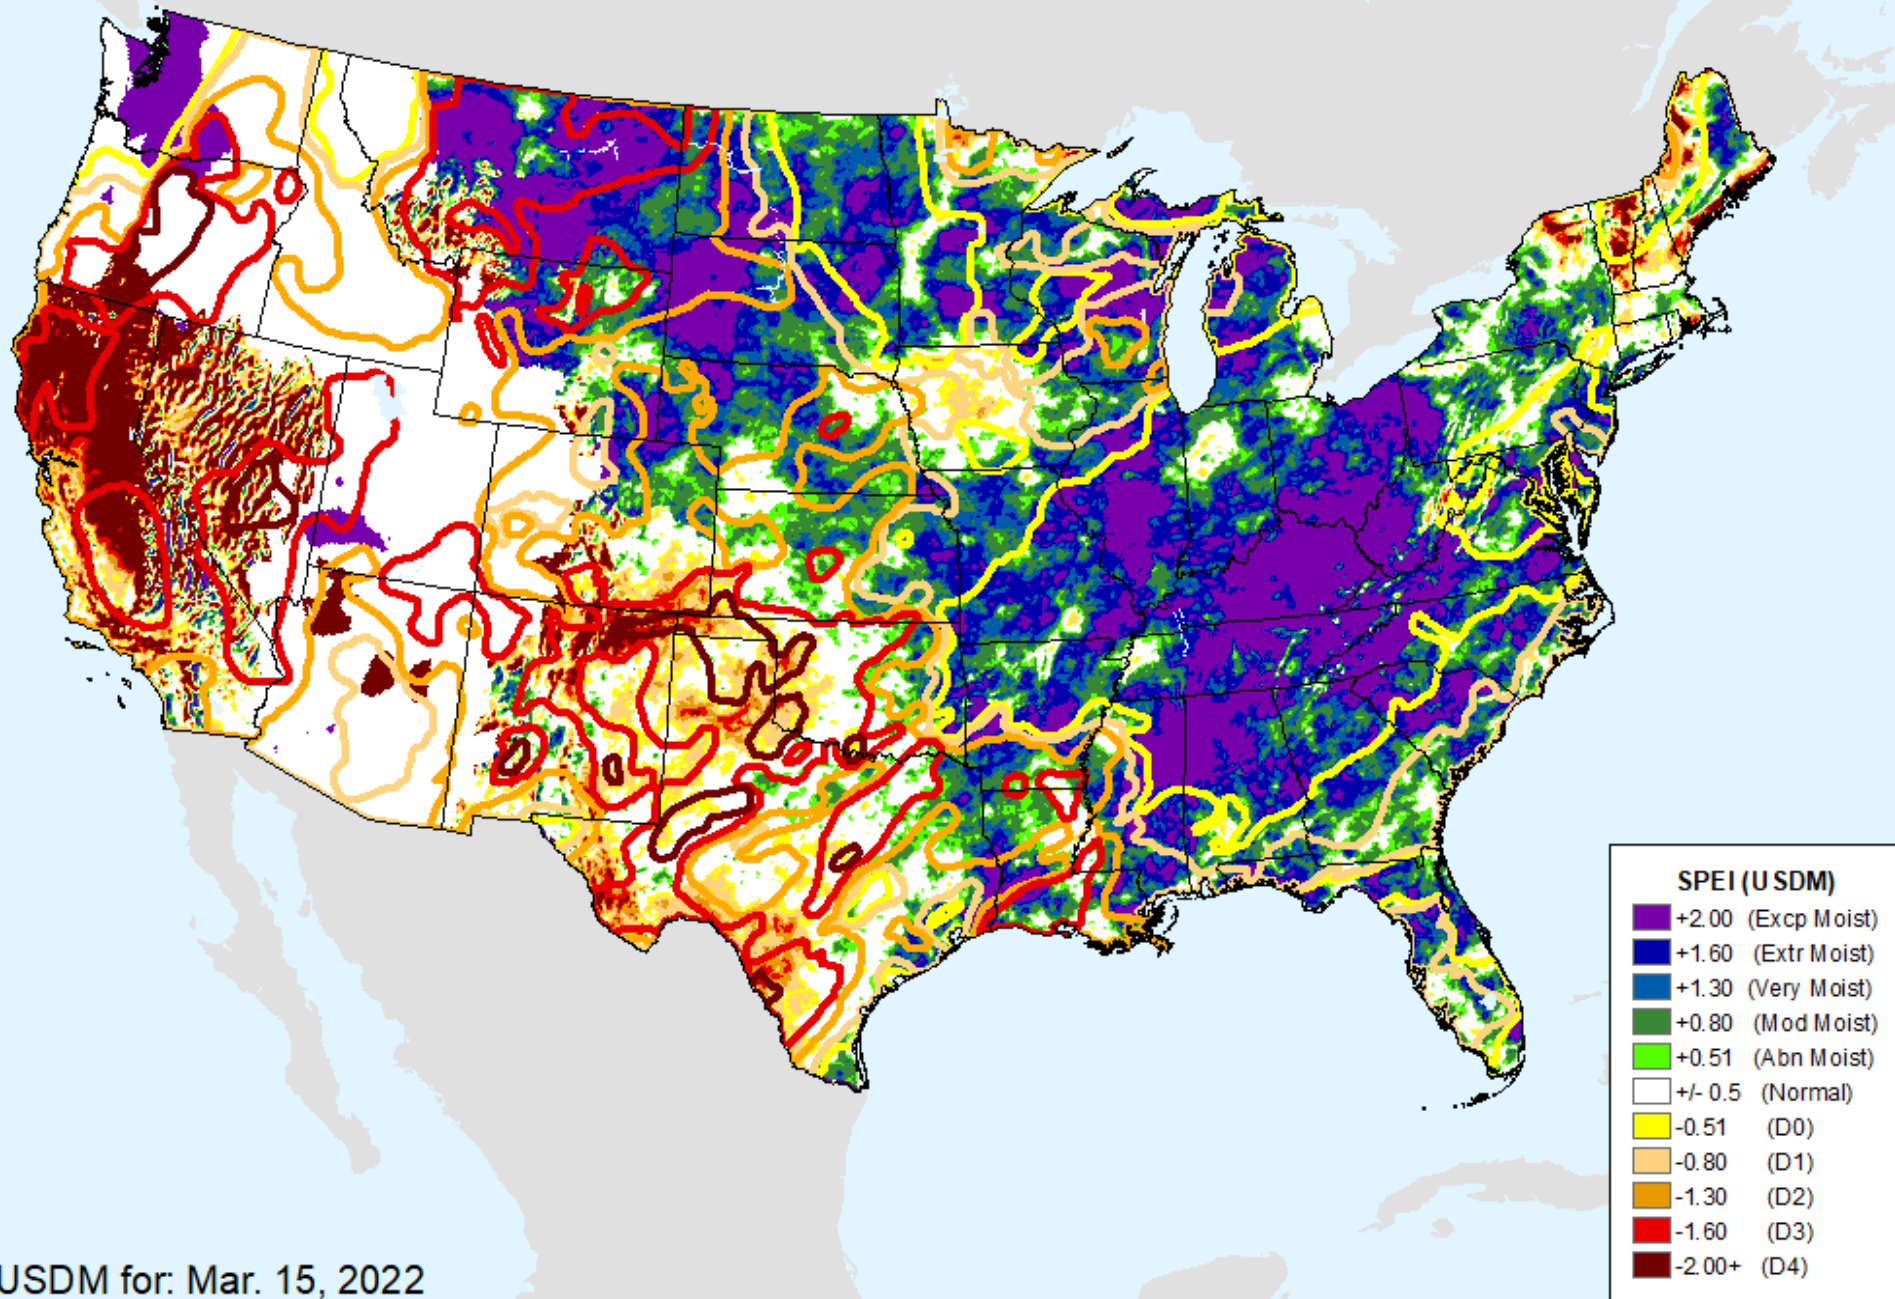 SPEI (USDM)
+2.00 (Excp Moist)
+1.60 (Extr Moist)
+1.30 (Very Moist)
+0.80 (Mod Moist)
+0.51 (Abn Moist)
+/- 0.5 (Normal)
-0.51 (D0)
-0.80 (D1)
-1.30 (D2)
-1.60 (D3)
-2.00+ (D4)
USDM for: Mar. 15, 2022